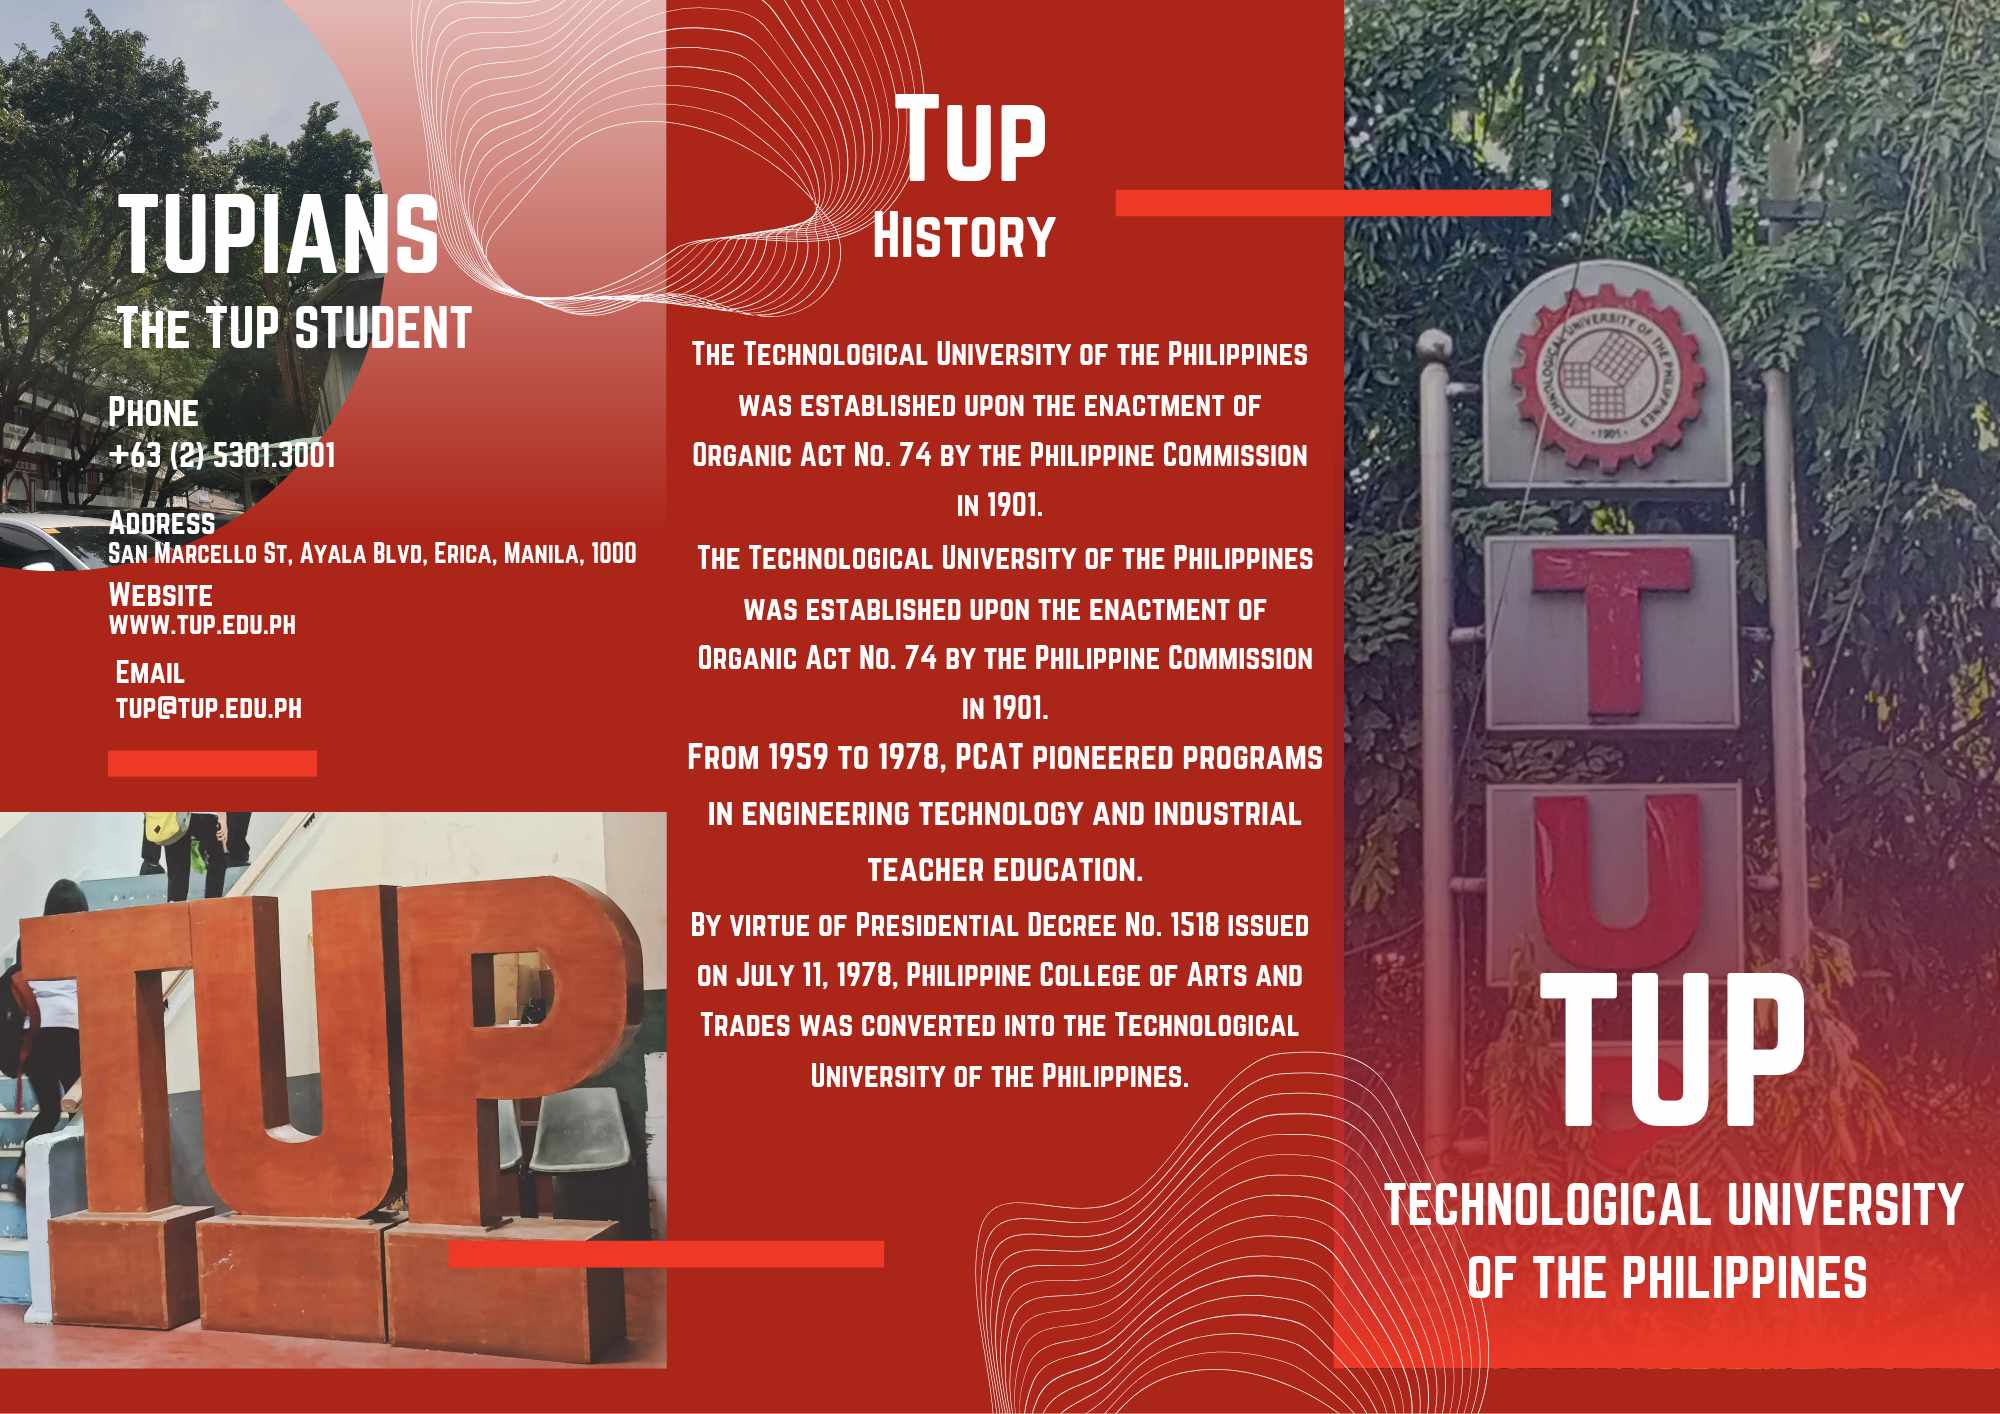 TUPIANS
THE TUP STUDENT
PHONE
+63 (2) 5301.3001
ADDRESS
SAN MARCELLO ST, AYALA BLVD, ERICA, MANILA, 1000
WEBSITE
WWW.TUP.EDU.PH
EMAIL
TUP@TUP.EDU.PH
TUP
TUP
HISTORY
THE TECHNOLOGICAL UNIVERSITY OF THE PHILIPPINES
WAS ESTABLISHED UPON THE ENACTMENT OF
ORGANIC ACT NO. 74 BY THE PHILIPPINE COMMISSION
IN 1901.
THE TECHNOLOGICAL UNIVERSITY OF THE PHILIPPINES
WAS ESTABLISHED UPON THE ENACTMENT OF
ORGANIC ACT NO. 74 BY THE PHILIPPINE COMMISSION
IN 1901.
FROM 1959 TO 1978, PCAT PIONEERED PROGRAMS
IN ENGINEERING TECHNOLOGY AND INDUSTRIAL
TEACHER EDUCATION.
BY VIRTUE OF PRESIDENTIAL DECREE NO. 1518 ISSUED
ON JULY 11, 1978, PHILIPPINE COLLEGE OF ARTS AND
TRADES WAS CONVERTED INTO THE TECHNOLOGICAL
UNIVERSITY OF THE PHILIPPINES.
TECHNOLOGICAL UNIVERSITY OF THE PHILIPPINES
1901
T
U
P
TUP
TECHNOLOGICAL UNIVERSITY
OF THE PHILIPPINES